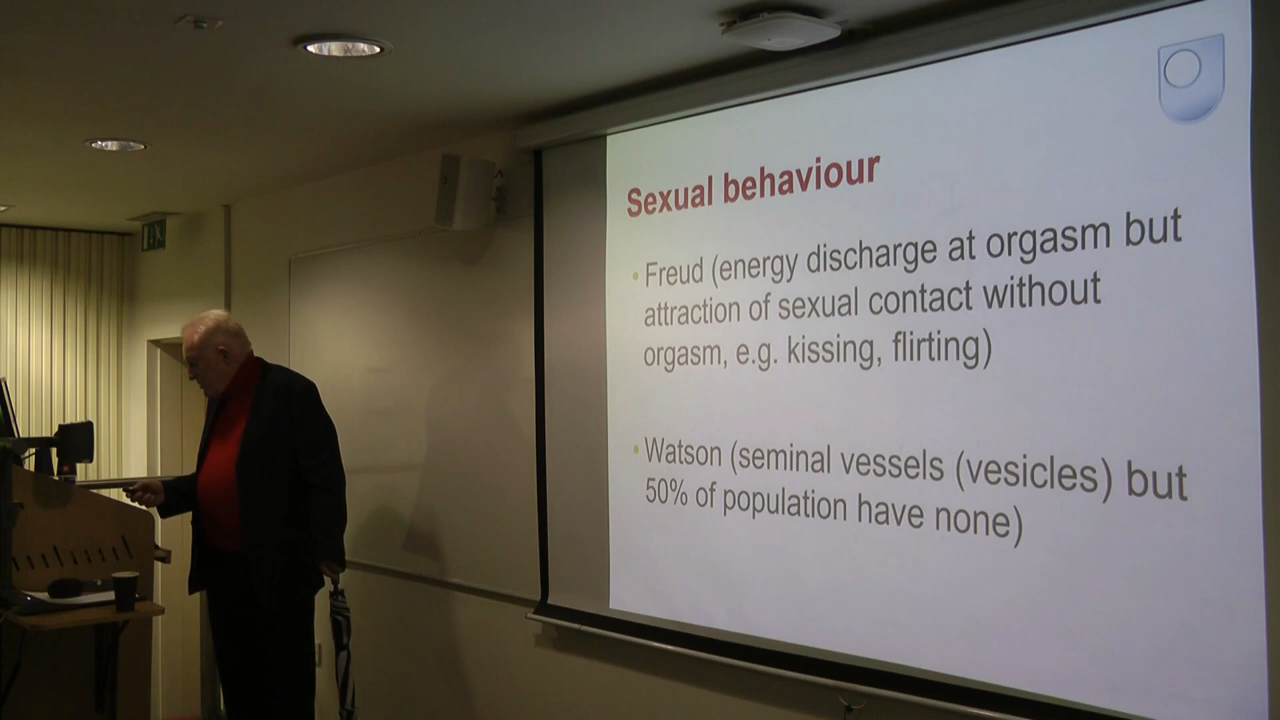 Sexual behaviour
• Freud (energy discharge at orgasm but
attraction of sexual contact without
orgasm, e.g. kissing, flirting)
• Watson (seminal vessels (vesicles) but
50% of population have none)